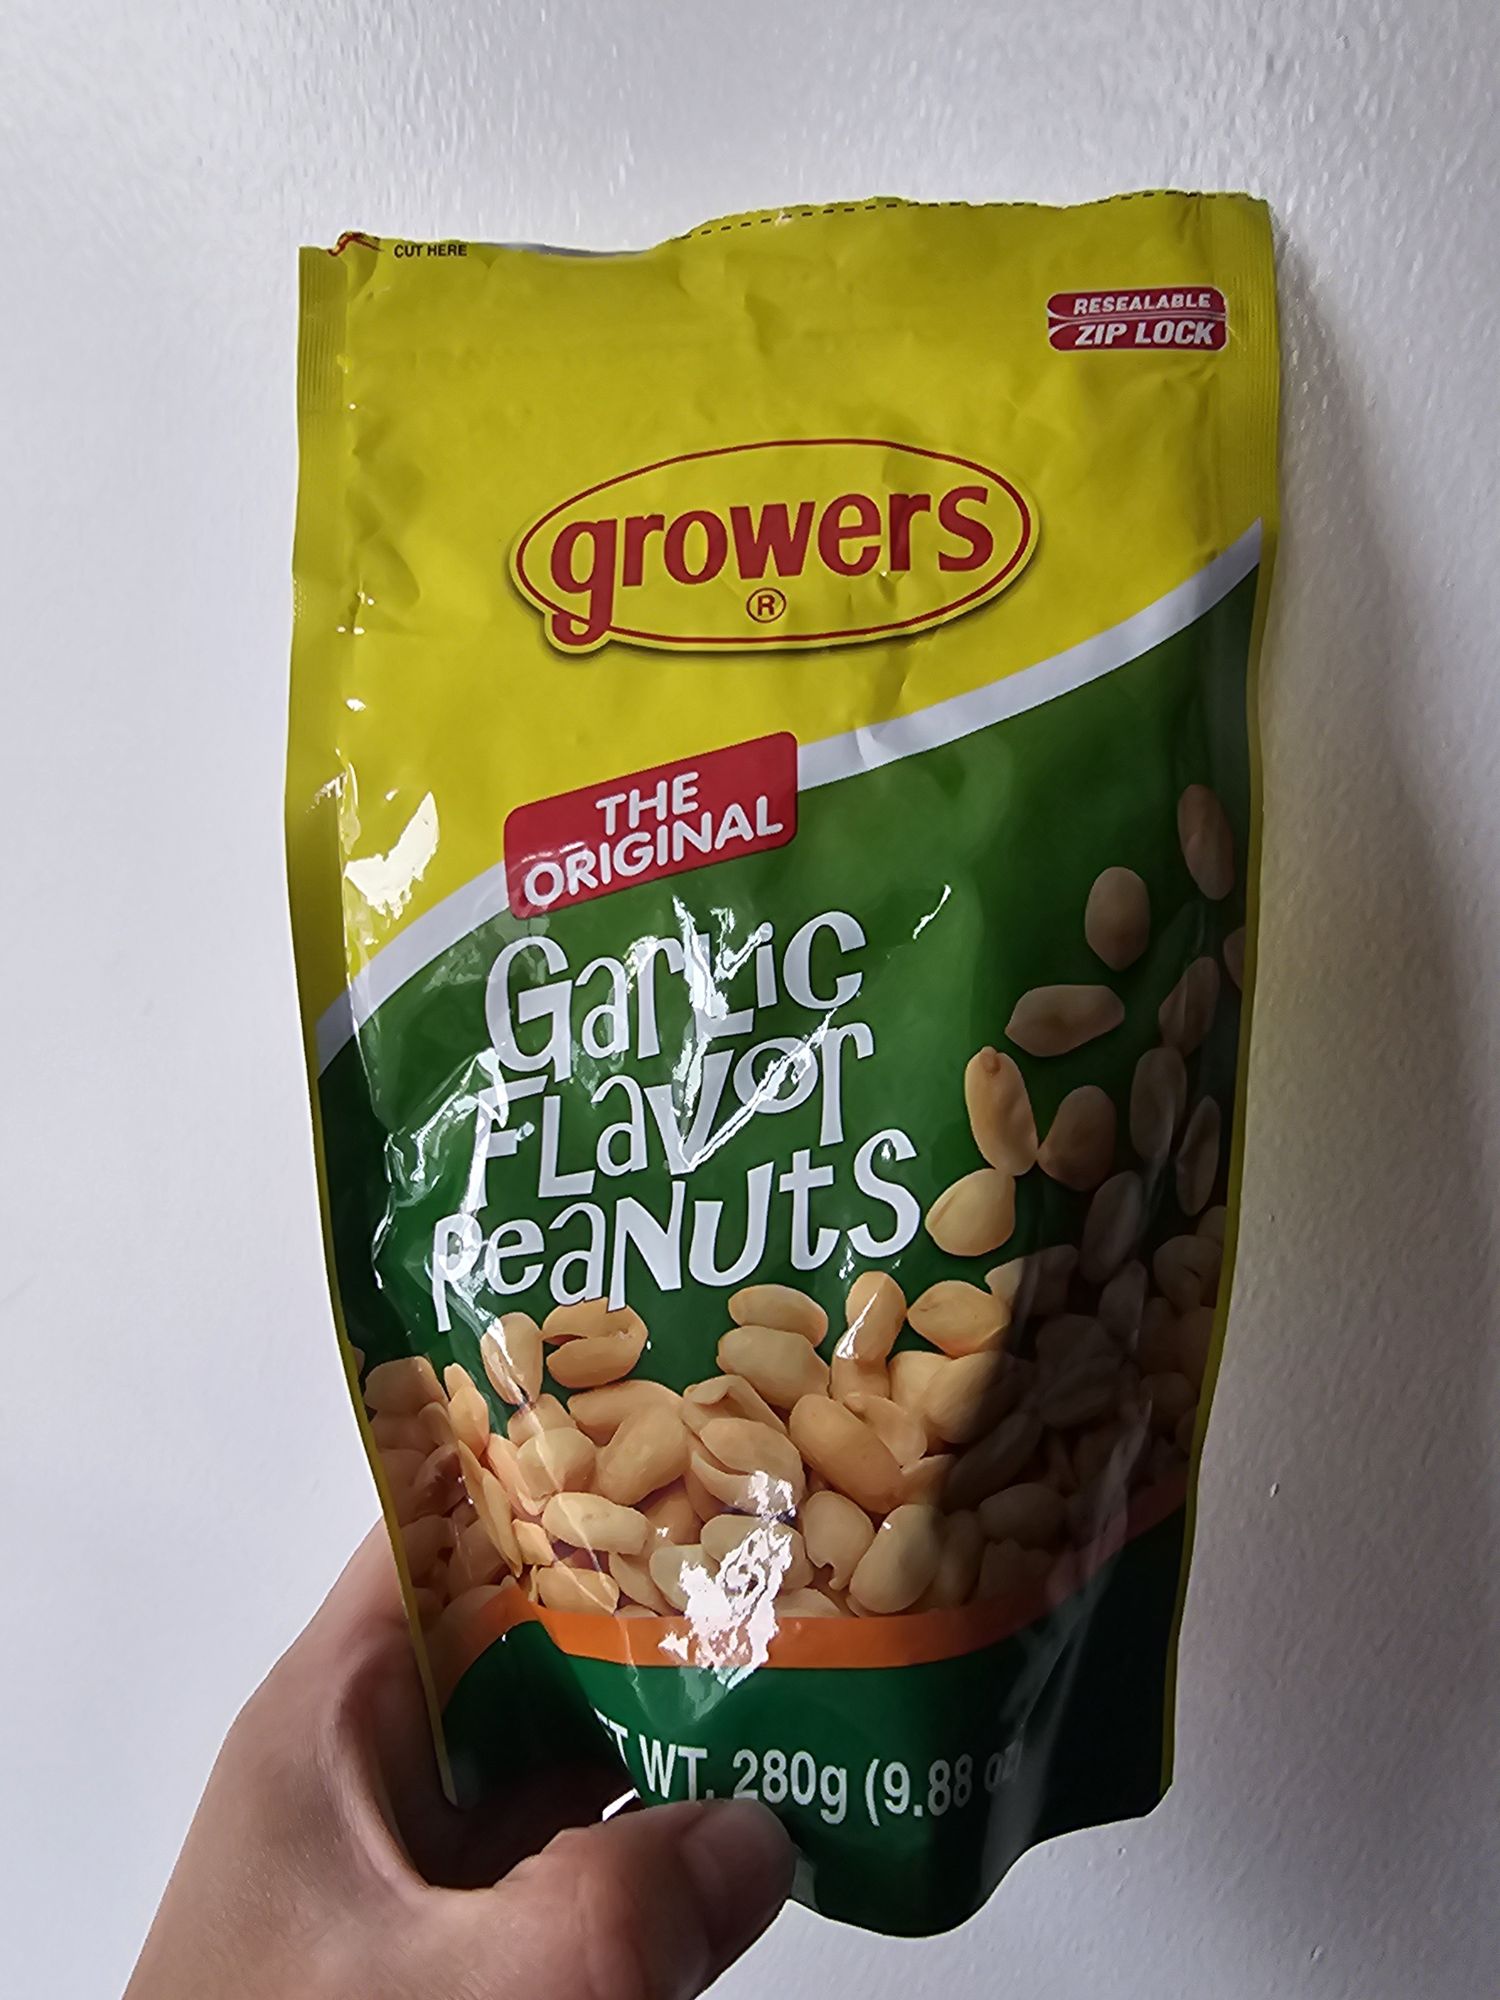 CUT HERE
RESEALABLE
ZIP LOCK
growers
®
THE
ORIGINAL
Garlic
Flavor
Peanuts
WT. 280g (9.88